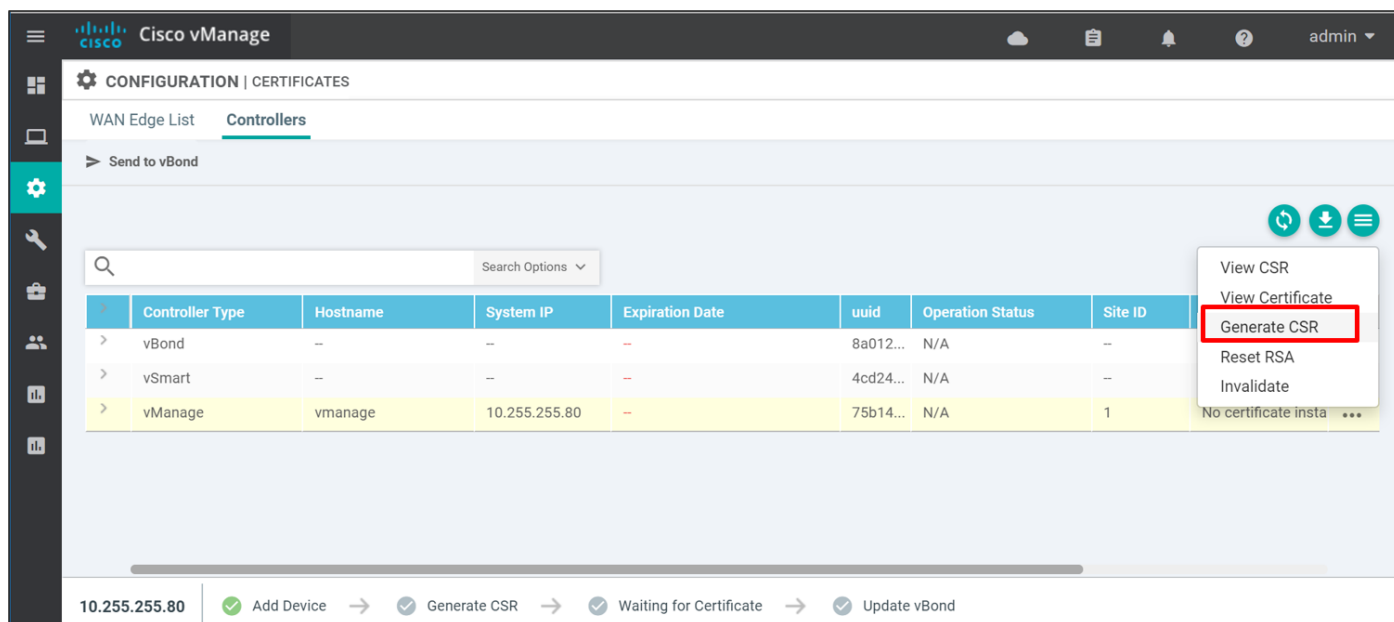 CISCO Cisco vManage admin
CONFIGURATION | CERTIFICATES
WAN Edge List Controllers
Send to vBond
Search Options
View CSR
View Certificate
Generate CSR
Reset RSA
Invalidate
Controller Type Hostname System IP Expiration Date uuid Operation Status Site ID
vBond -- -- -- 8a012... N/A --
vSmart -- -- -- 4cd24... N/A --
vManage vmanage 10.255.255.80 -- 75b14... N/A 1 No certificate insta ...
10.255.255.80 Add Device Generate CSR Waiting for Certificate Update vBond